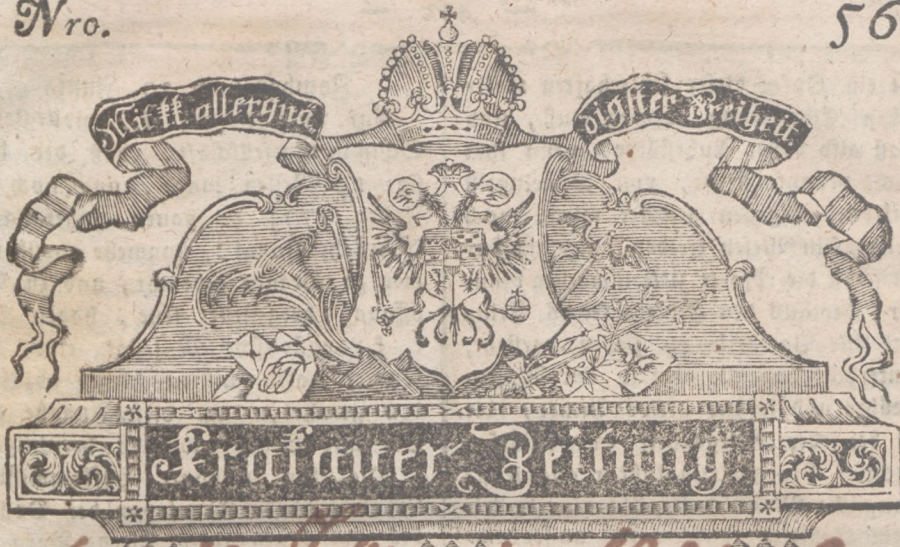 Nro. 56
Mit kk allergnä
digster Freiheit.
Krakauer Zeitung.